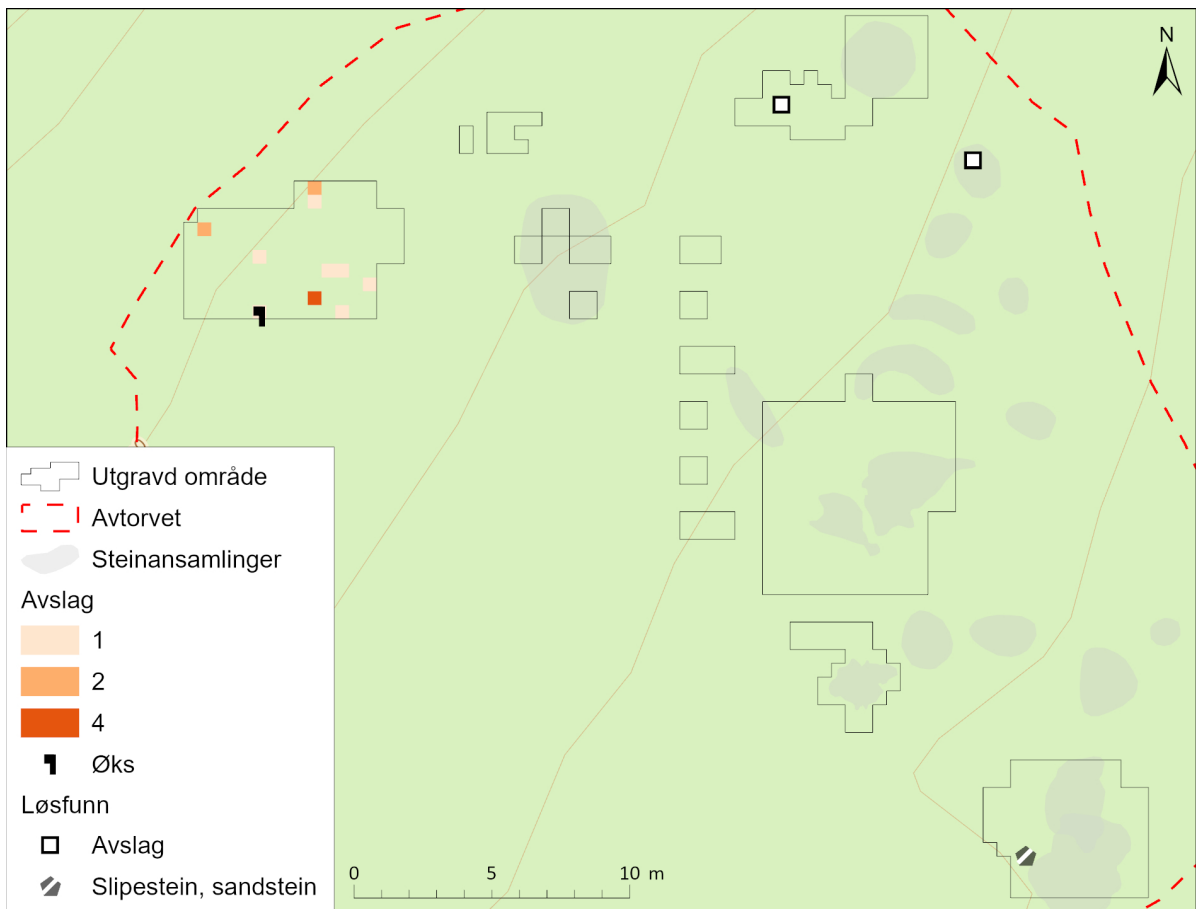 N
Utgravd område
Avtorvet
Steinansamlinger
Avslag
1
2
4
Øks
Løsfunn
Avslag
Slipestein, sandstein
0 5 10 m